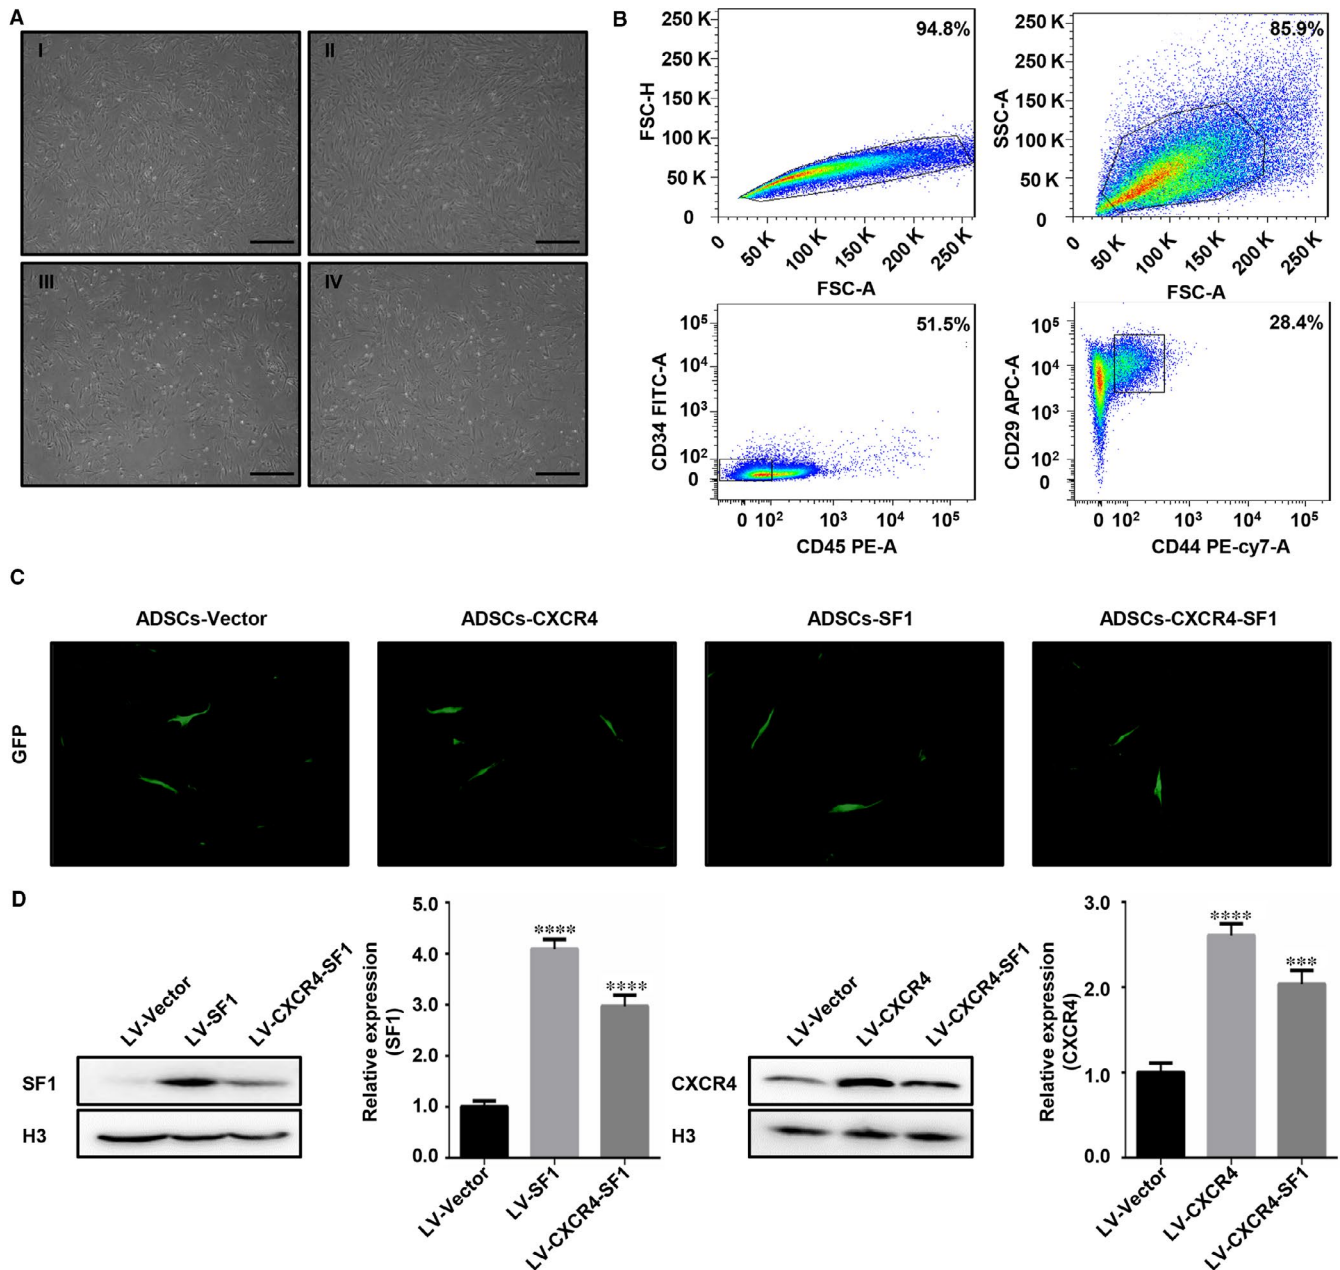 A
I
II
III
IV
B
94.8%
FSC-H
250 K
250 K
150 K
100 K
50 K
0
0
50 K
100 K
150 K
200 K
250 K
FSC-A
85.9%
SSC-A
250 K
250 K
150 K
100 K
50 K
0
0
50 K
100 K
150 K
200 K
250 K
FSC-A
51.5%
CD34 FITC-A
10⁵
10⁴
10³
10²
0
0 10² 10³ 10⁴ 10⁵
CD45 PE-A
28.4%
CD29 APC-A
10⁵
10⁴
10³
10²
0
0 10² 10³ 10⁴ 10⁵
CD44 PE-cy7-A
C
ADSCs-Vector
ADSCs-CXCR4
ADSCs-SF1
ADSCs-CXCR4-SF1
GFP
D
LV-Vector
LV-SF1
LV-CXCR4-SF1
SF1
H3
Relative expression
(SF1)
5.0
4.0
3.0
2.0
1.0
0.0
****
****
LV-Vector
LV-SF1
LV-CXCR4-SF1
LV-Vector
LV-CXCR4
LV-CXCR4-SF1
CXCR4
H3
Relative expression
(CXCR4)
3.0
2.0
1.0
0.0
****
***
LV-Vector
LV-CXCR4
LV-CXCR4-SF1